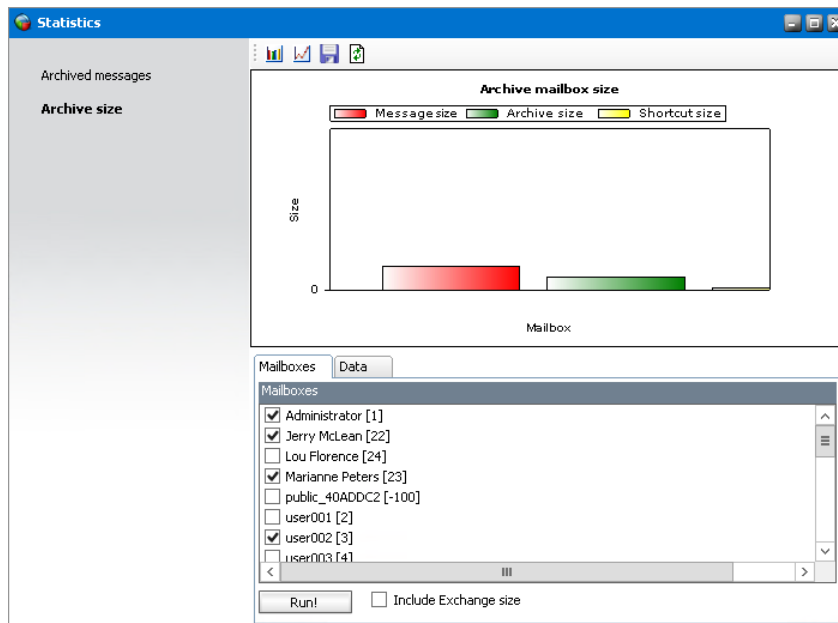 Statistics
Archived messages
Archive size
Archive mailbox size
Message size Archive size Shortcut size
Size
0
Mailbox
Mailboxes Data
Mailboxes
Administrator [1]
Jerry McLean [22]
Lou Florence [24]
Marianne Peters [23]
public_40ADDC2 [-100]
user001 [2]
user002 [3]
user003 [4]
Run! Include Exchange size